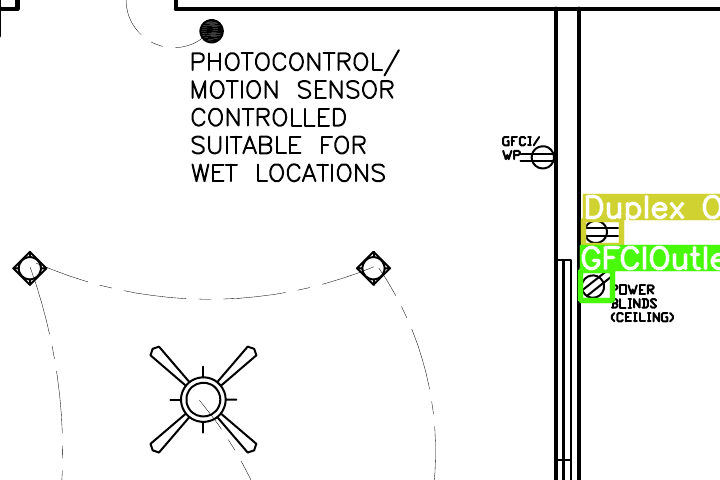 PHOTOCONTROL/
MOTION SENSOR
CONTROLLED
SUITABLE FOR
WET LOCATIONS
GFCI/
WP
Duplex O
GFCIOutle
POWER
BLINDS
(CEILING)